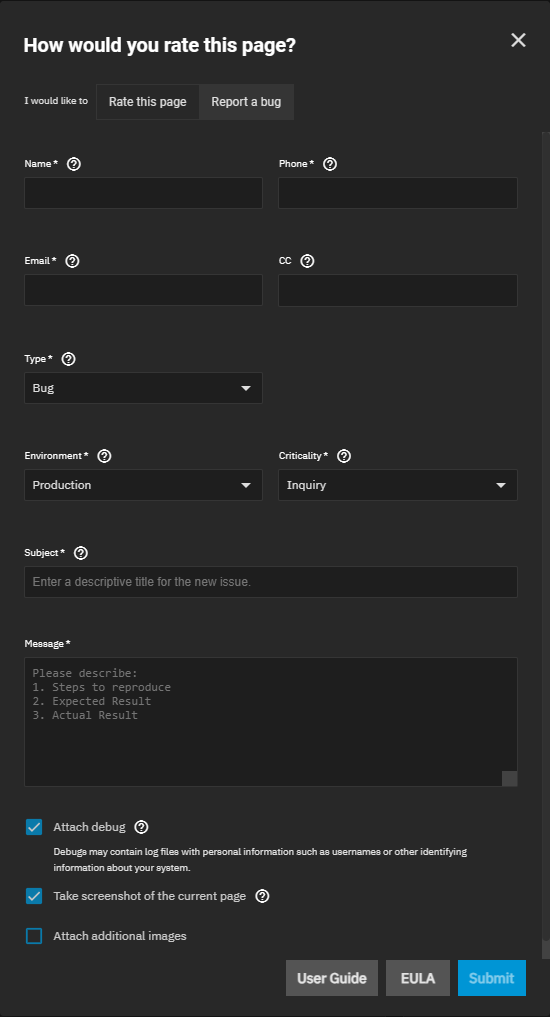 How would you rate this page?
I would like to Rate this page Report a bug
Name * Phone *
Email * CC
Type *
Bug
Environment * Criticality *
Production Inquiry
Subject *
Enter a descriptive title for the new issue.
Message *
Please describe:
1. Steps to reproduce
2. Expected Result
3. Actual Result
Attach debug
Debugs may contain log files with personal information such as usernames or other identifying
information about your system.
Take screenshot of the current page
Attach additional images
User Guide EULA Submit